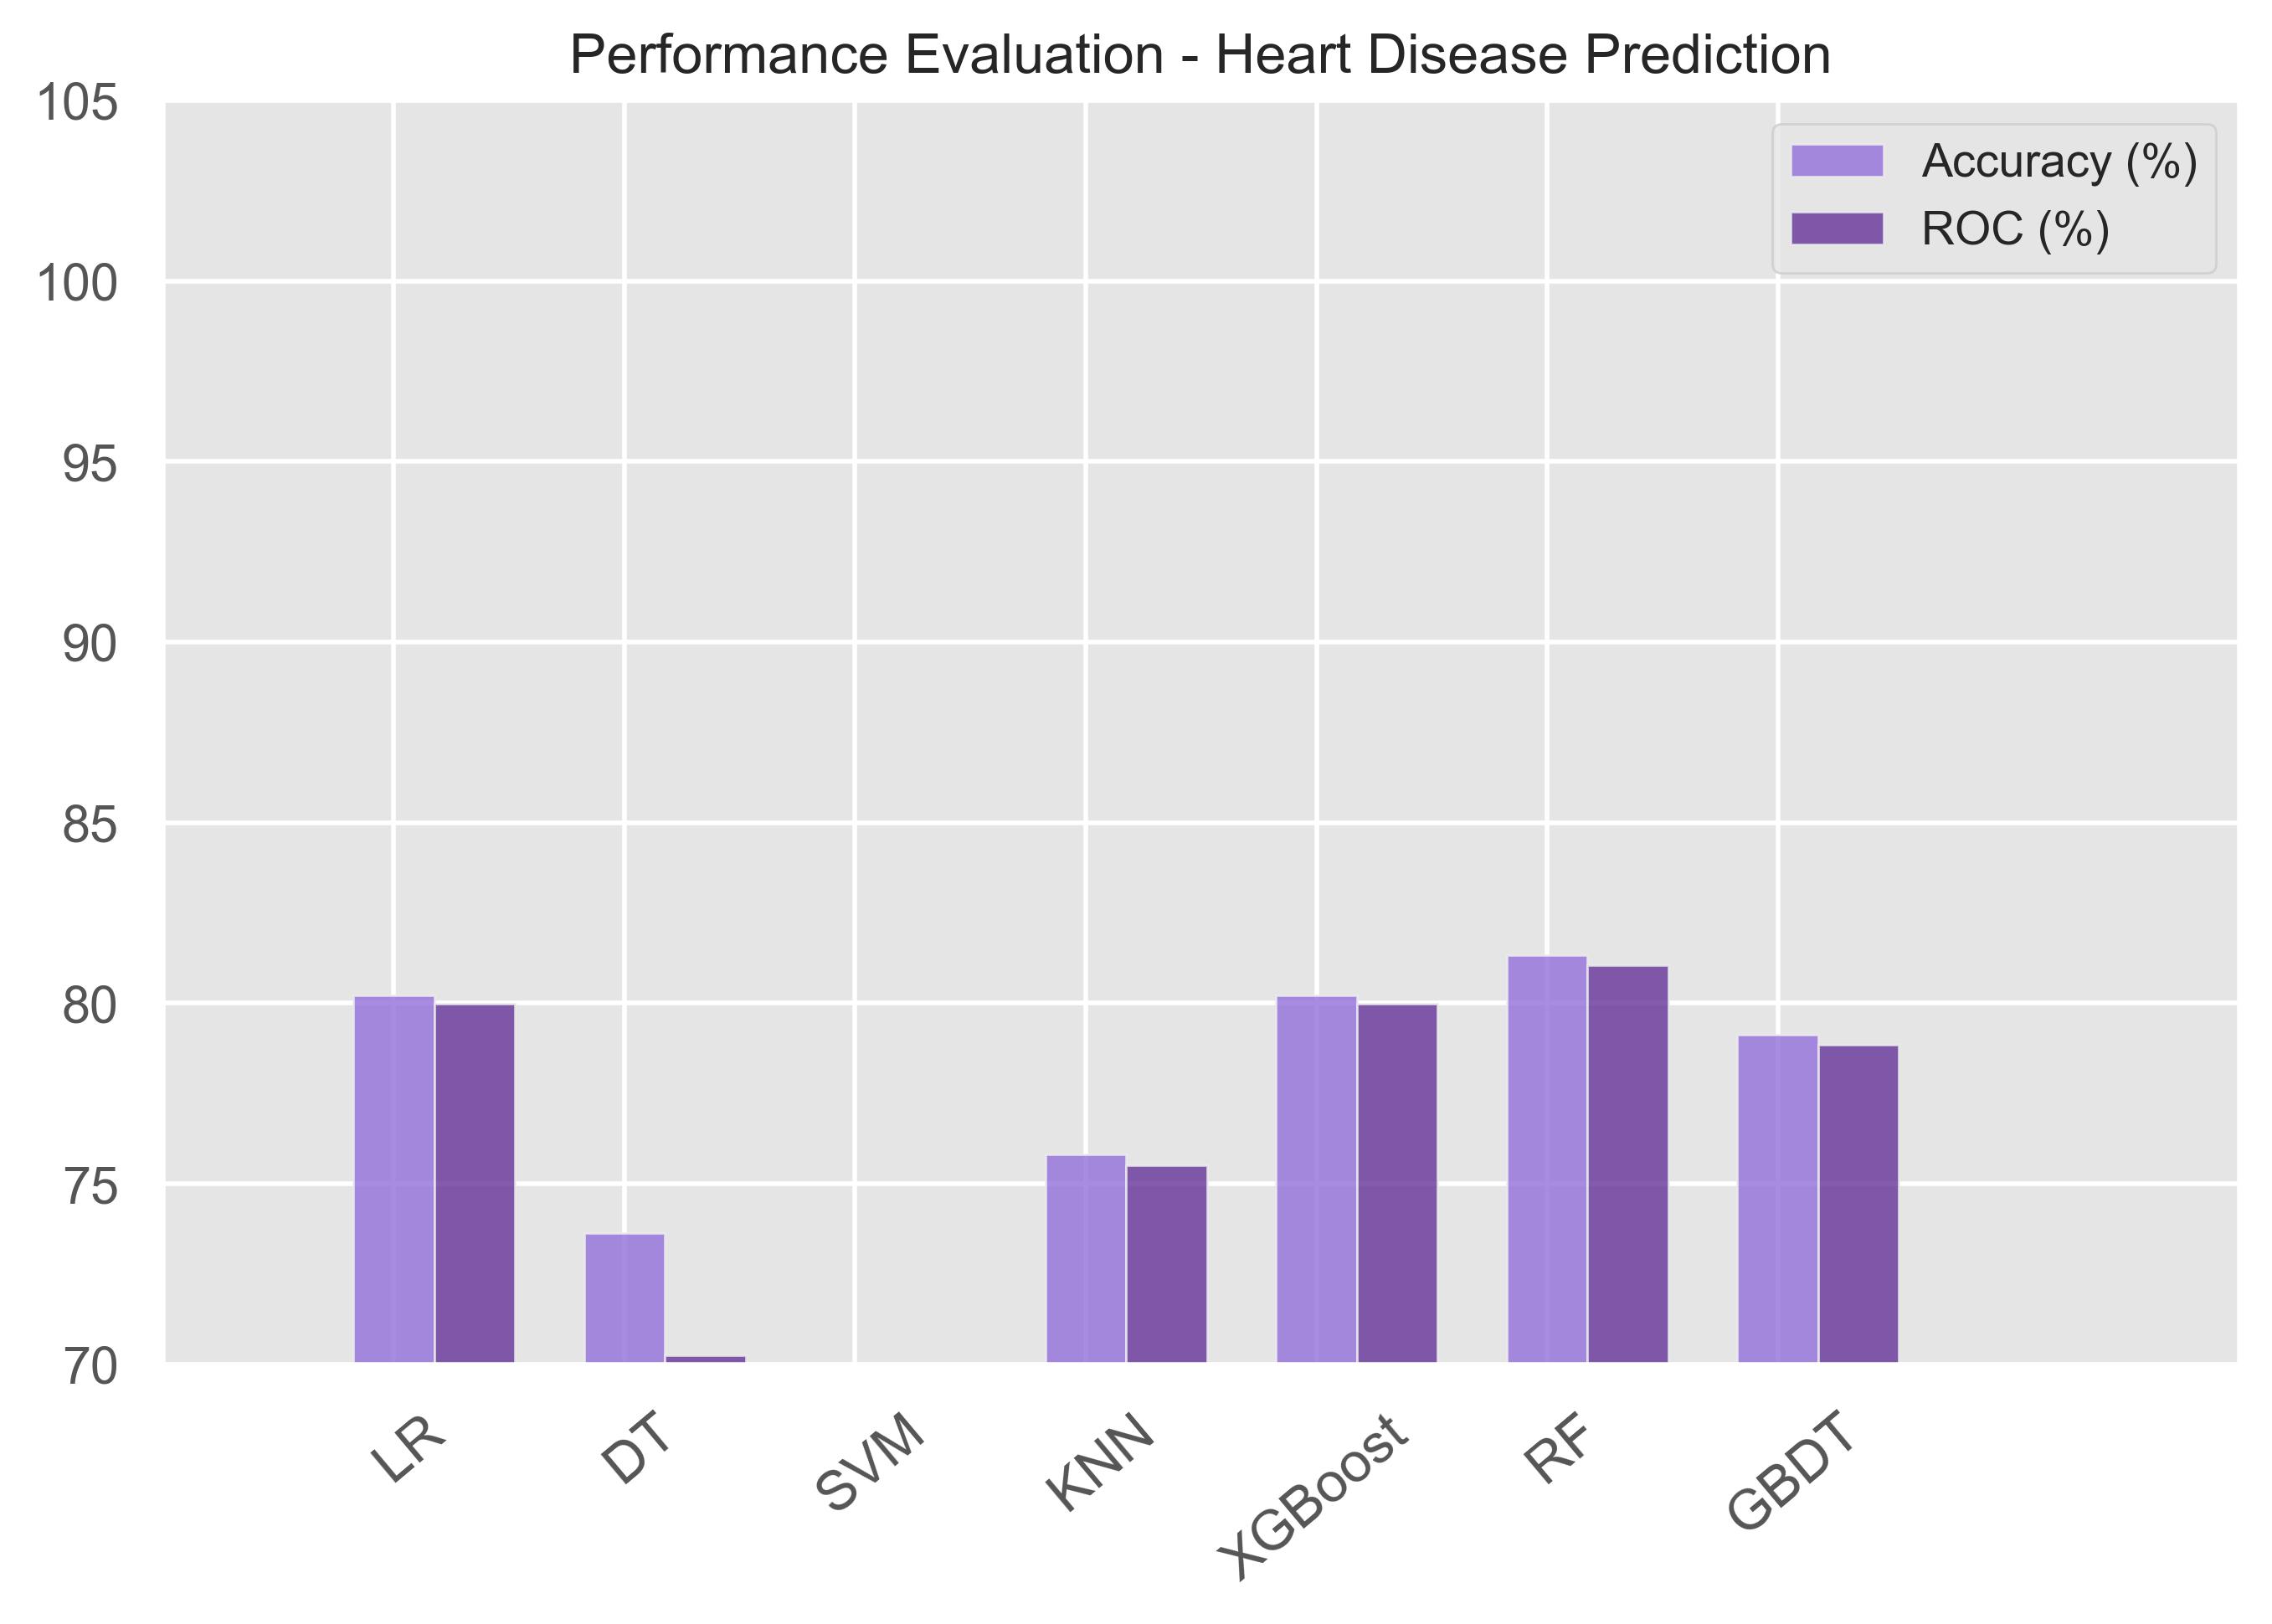 Performance Evaluation - Heart Disease Prediction
105
100
95
90
85
80
75
70
Accuracy (%)
ROC (%)
LR
DT
SVM
KNN
XGBoost
RF
GBDT